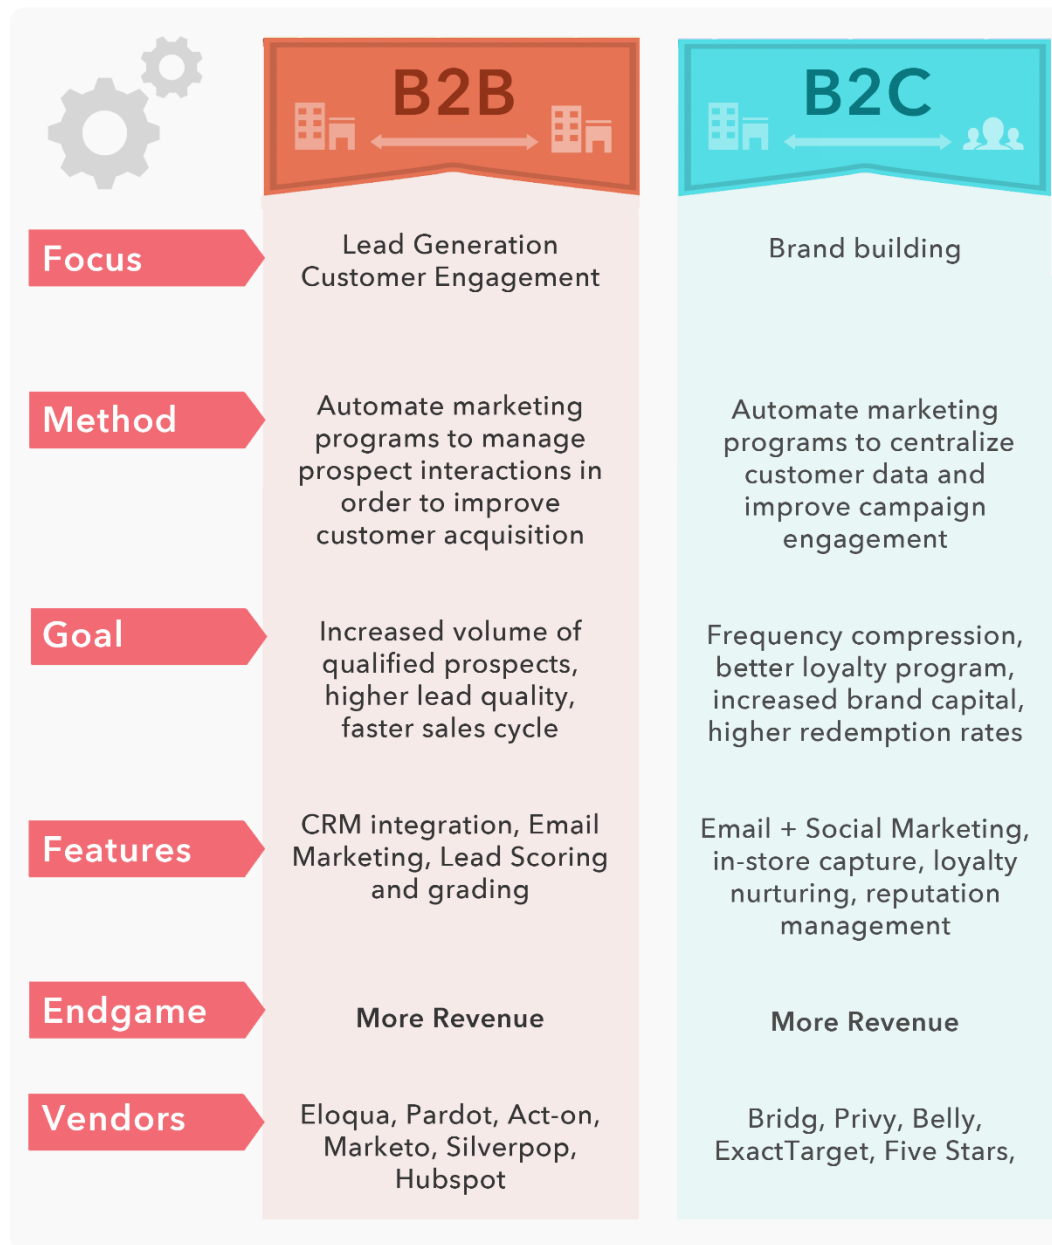 B2B
B2C
Focus
Lead Generation
Customer Engagement
Brand building
Method
Automate marketing
programs to manage
prospect interactions in
order to improve
customer acquisition
Automate marketing
programs to centralize
customer data and
improve campaign
engagement
Goal
Increased volume of
qualified prospects,
higher lead quality,
faster sales cycle
Frequency compression,
better loyalty program,
increased brand capital,
higher redemption rates
Features
CRM integration, Email
Marketing, Lead Scoring
and grading
Email + Social Marketing,
in-store capture, loyalty
nurturing, reputation
management
Endgame
More Revenue
More Revenue
Vendors
Eloqua, Pardot, Act-on,
Marketo, Silverpop,
Hubspot
Bridg, Privy, Belly,
ExactTarget, Five Stars,